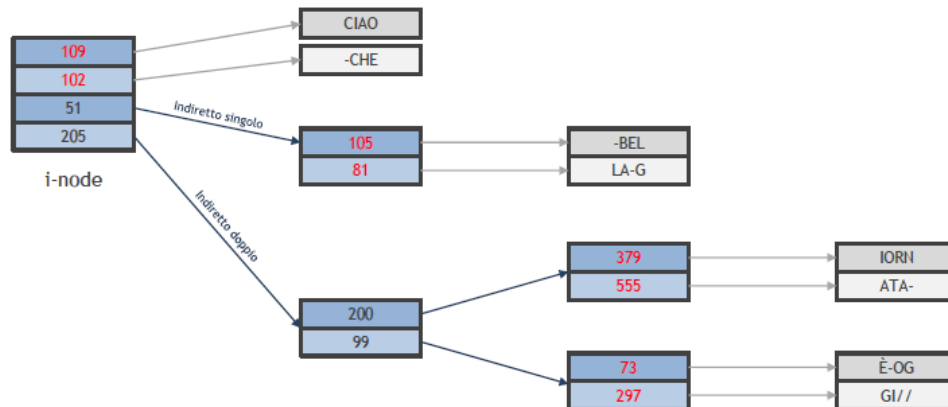 109
102
51
205
i-node
CIAO
-CHE
Indiretto singolo
105
81
-BEL
LA-G
Indiretto doppio
200
99
379
555
IORN
ATA-
73
297
È-OG
GI//